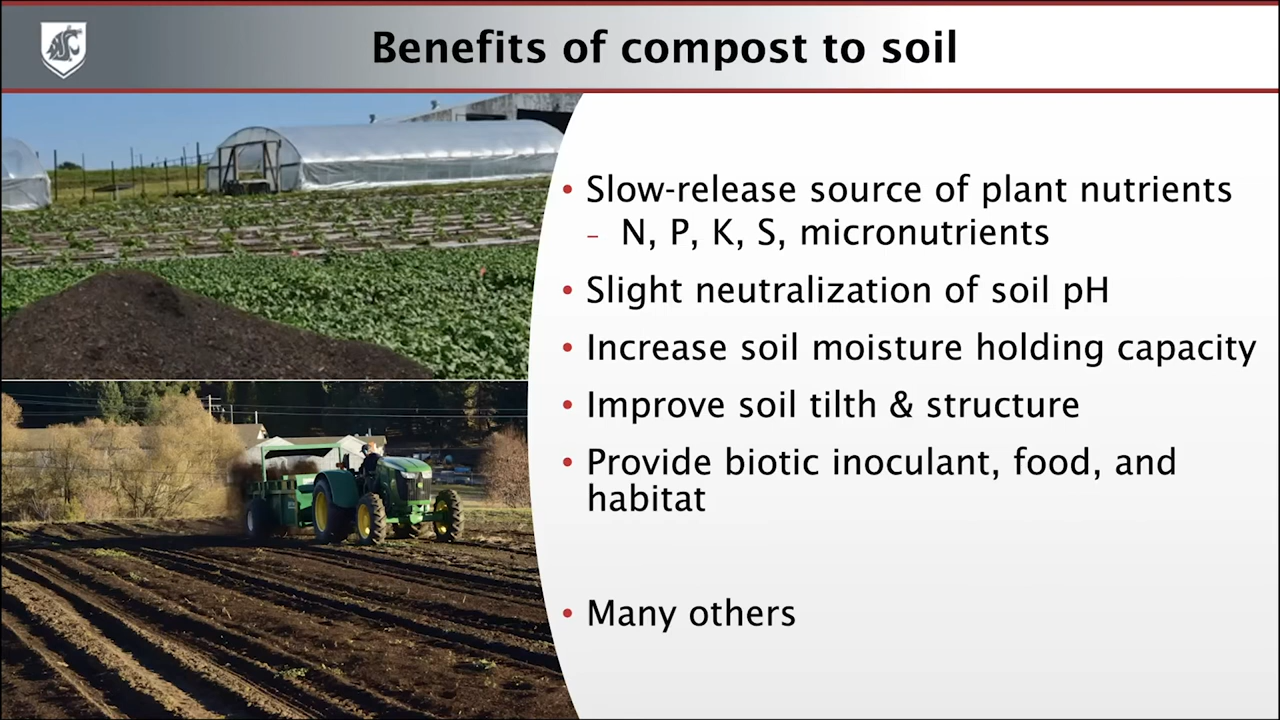 Benefits of compost to soil
• Slow-release source of plant nutrients
– N, P, K, S, micronutrients
• Slight neutralization of soil pH
• Increase soil moisture holding capacity
• Improve soil tilth & structure
• Provide biotic inoculant, food, and
habitat
• Many others